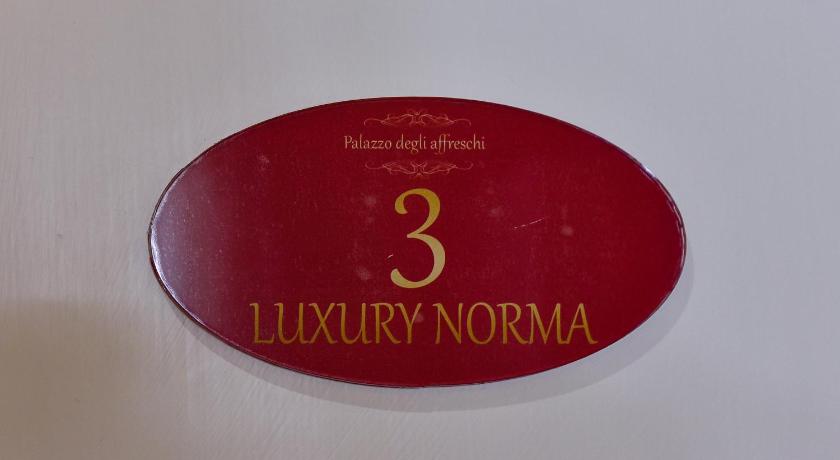 Palazzo degli affreschi
3
LUXURY NORMA